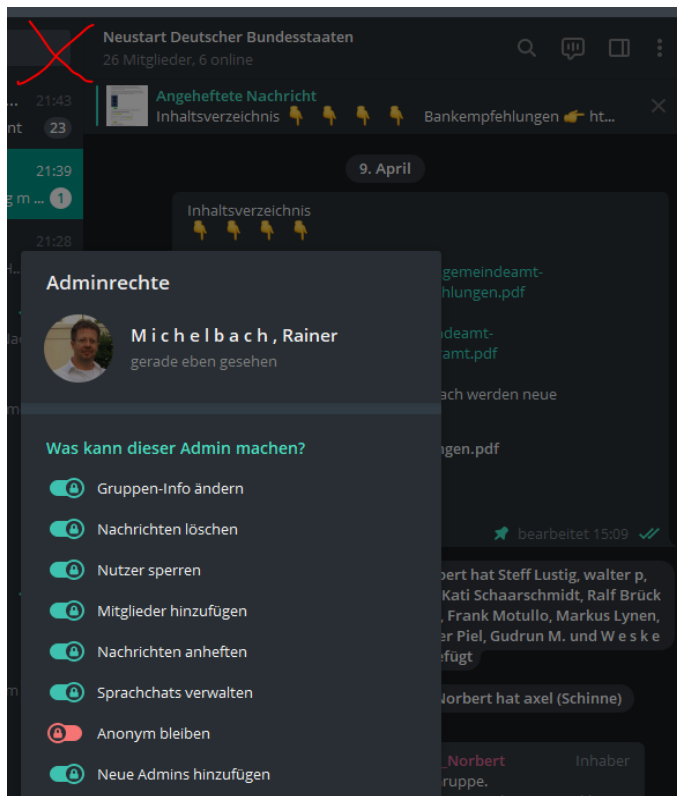 Neustart Deutscher Bundesstaaten
26 Mitglieder, 6 online
Angeheftete Nachricht
Inhaltsverzeichnis 👇 👇 👇 👇 Bankempfehlungen 👉 ht...
... 21:43
nt 23
9. April
21:39
g m ... 1
Inhaltsverzeichnis
👇 👇 👇 👇
21:28
H...
gemeindeamt-
hlungen.pdf
Adminrechte
M i c h e l b a c h , Rainer
gerade eben gesehen
deamt-
amt.pdf
ach werden neue
Was kann dieser Admin machen?
gen.pdf
Gruppen-Info ändern
Nachrichten löschen
bearbeitet 15:09
Nutzer sperren
Mitglieder hinzufügen
Nachrichten anheften
Sprachchats verwalten
Anonym bleiben
Neue Admins hinzufügen
bert hat Steff Lustig, walter p,
Kati Schaarschmidt, Ralf Brück
, Frank Motullo, Markus Lynen,
er Piel, Gudrun M. und W e s k e
efügt
Norbert hat axel (Schinne)
_Norbert Inhaber
ruppe.